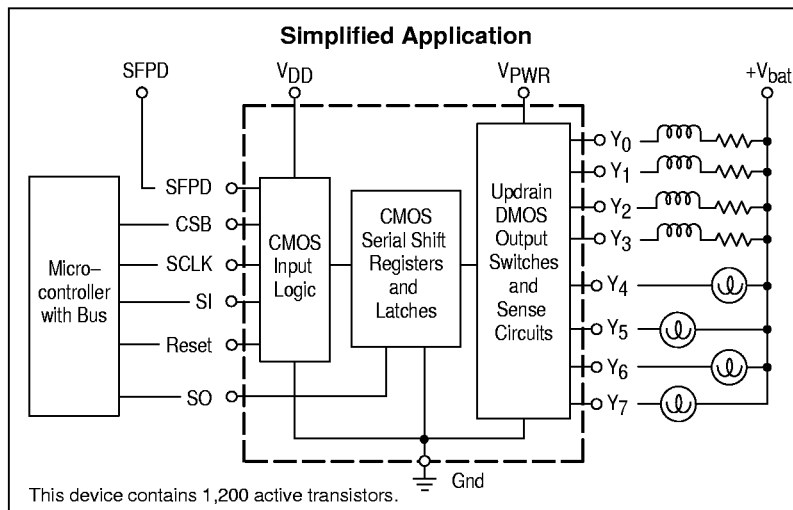 Simplified Application
SFPD
VDD
VPWR
+Vbat
SFPD
CSB
SCLK
SI
Reset
SO
Micro–
controller
with Bus
CMOS
Input
Logic
CMOS
Serial Shift
Registers
and
Latches
Updrain
DMOS
Output
Switches
and
Sense
Circuits
Y0
Y1
Y2
Y3
Y4
Y5
Y6
Y7
Gnd
This device contains 1,200 active transistors.